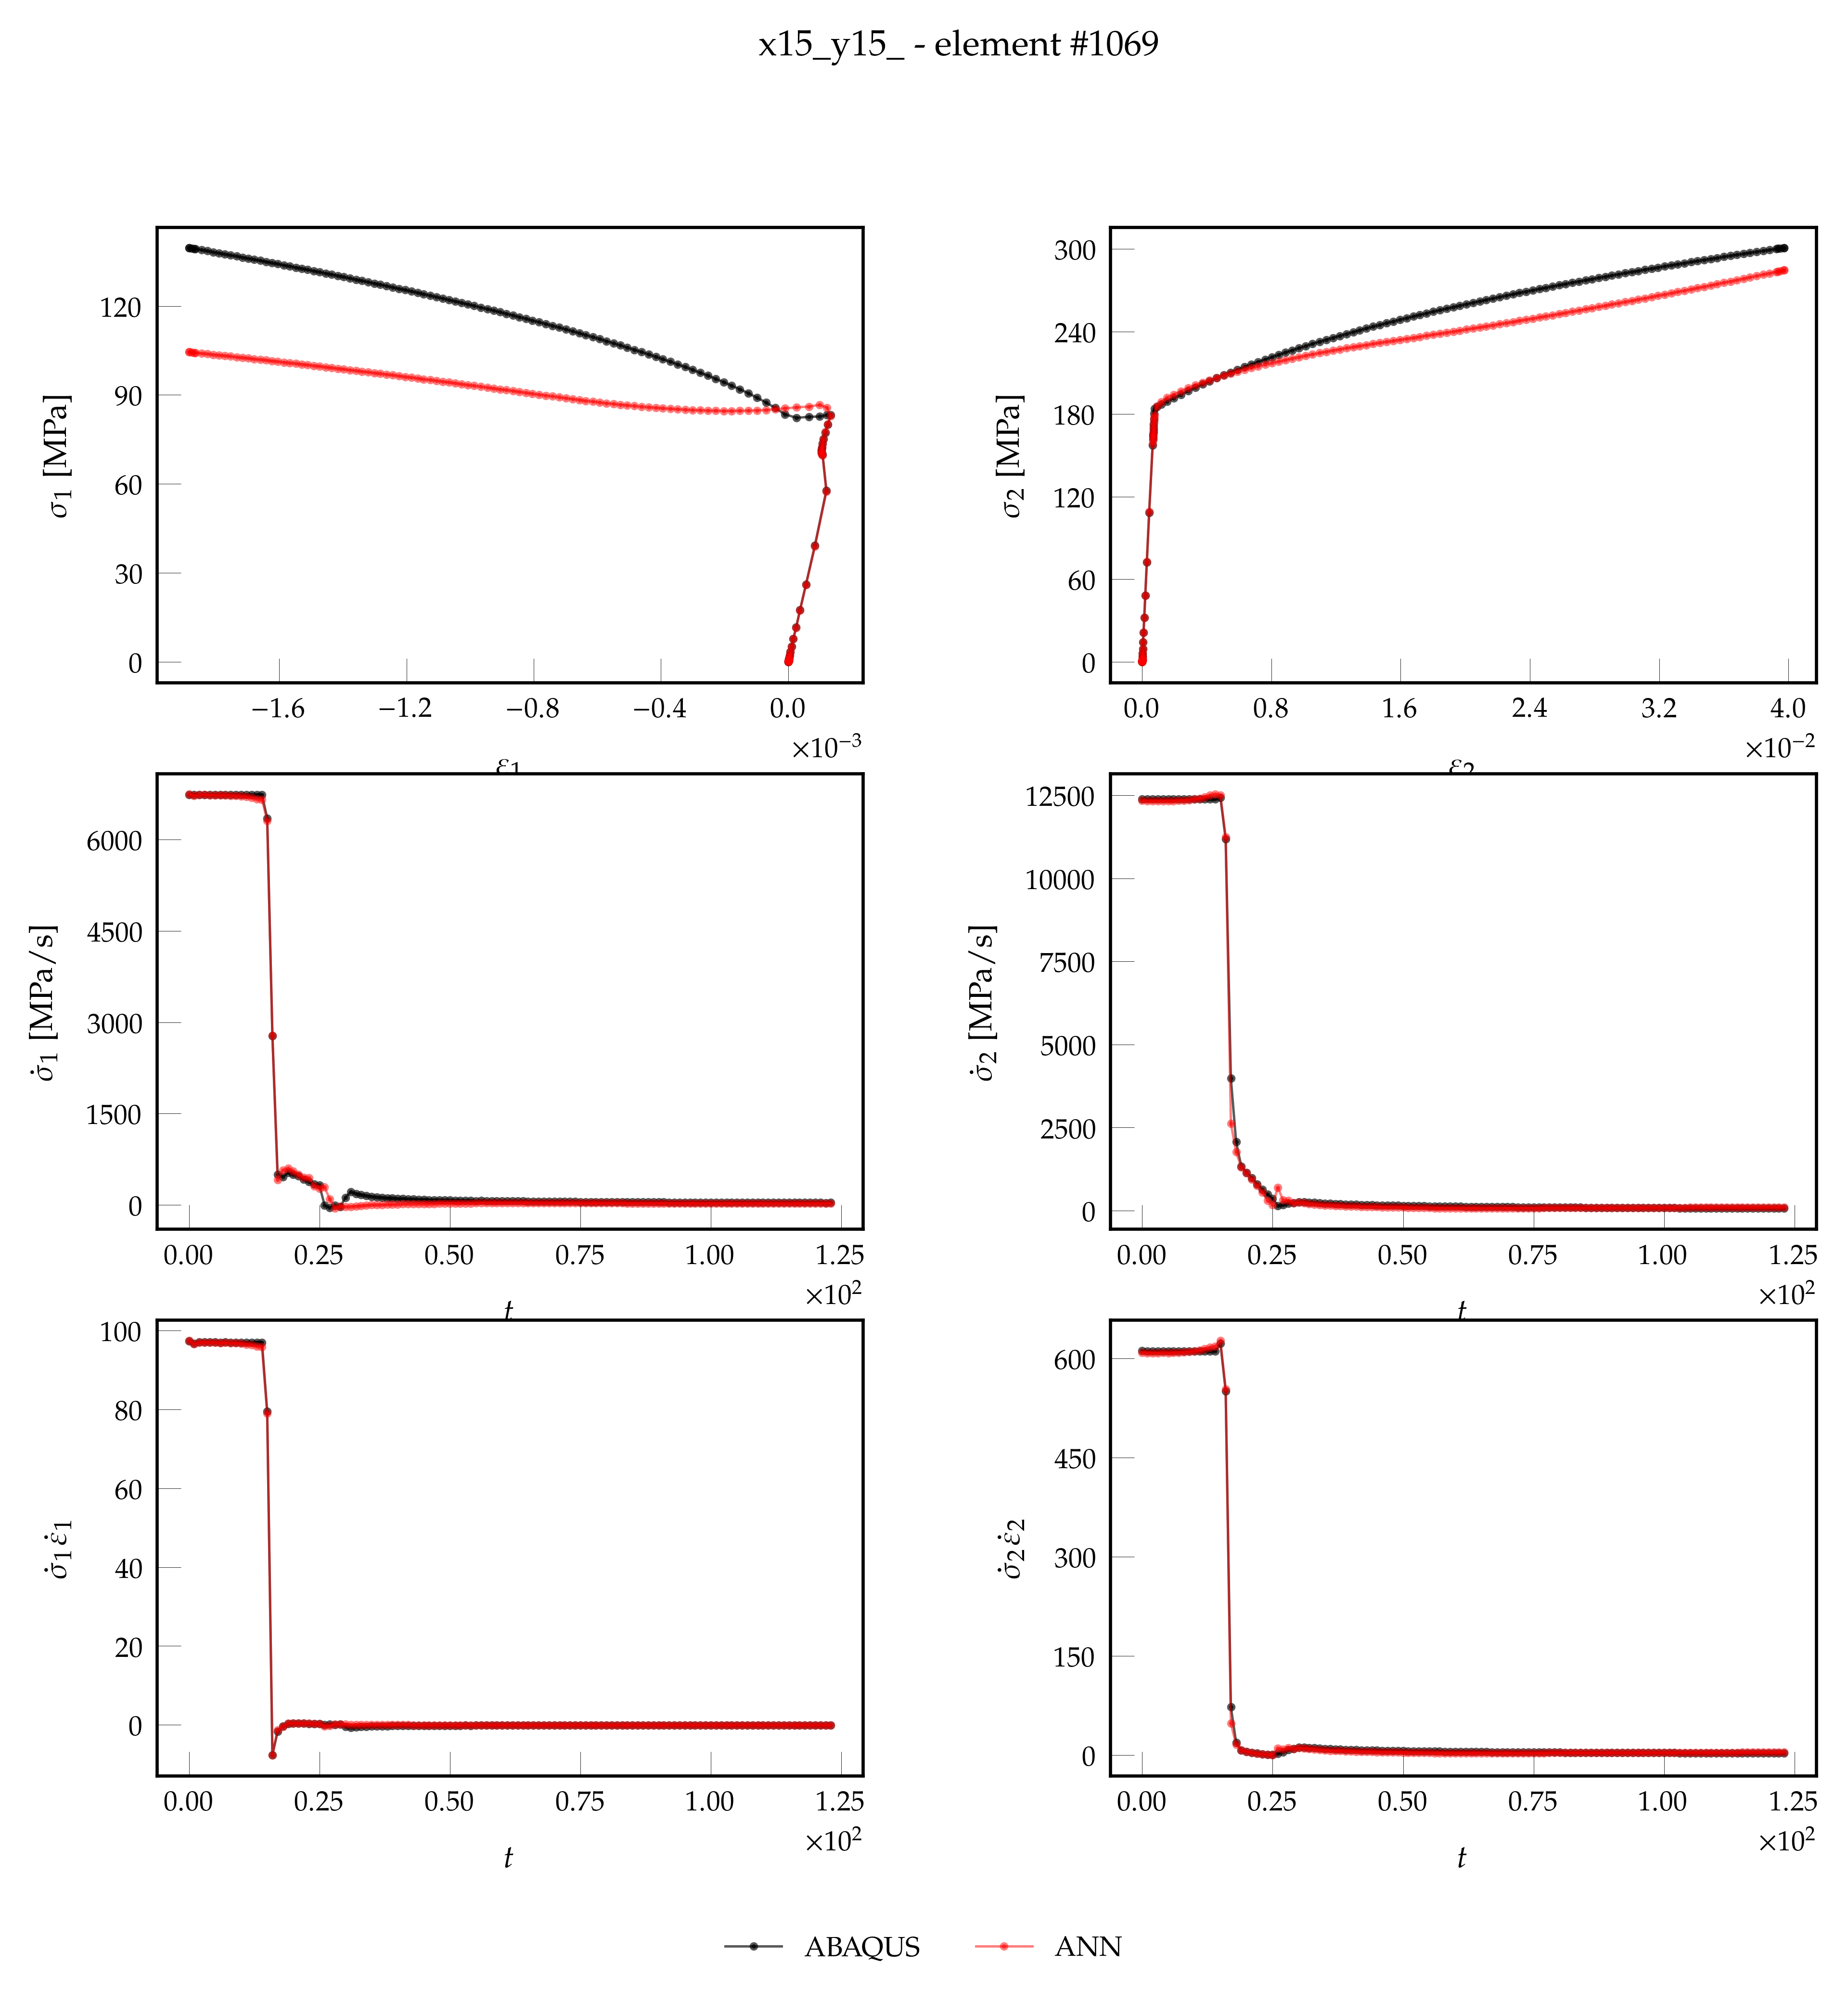 x15_y15_ - element #1069
σ1 [MPa]
120
90
60
30
0
−1.6 −1.2 −0.8 −0.4 0.0
×10−3
ε1
σ2 [MPa]
300
240
180
120
60
0
0.0 0.8 1.6 2.4 3.2 4.0
×10−2
ε2
σ̇1 [MPa/s]
6000
4500
3000
1500
0
0.00 0.25 0.50 0.75 1.00 1.25
×102
t
σ̇2 [MPa/s]
12500
10000
7500
5000
2500
0
0.00 0.25 0.50 0.75 1.00 1.25
×102
t
σ̇1ε̇1
100
80
60
40
20
0
0.00 0.25 0.50 0.75 1.00 1.25
×102
t
σ̇2ε̇2
600
450
300
150
0
0.00 0.25 0.50 0.75 1.00 1.25
×102
t
ABAQUS ANN